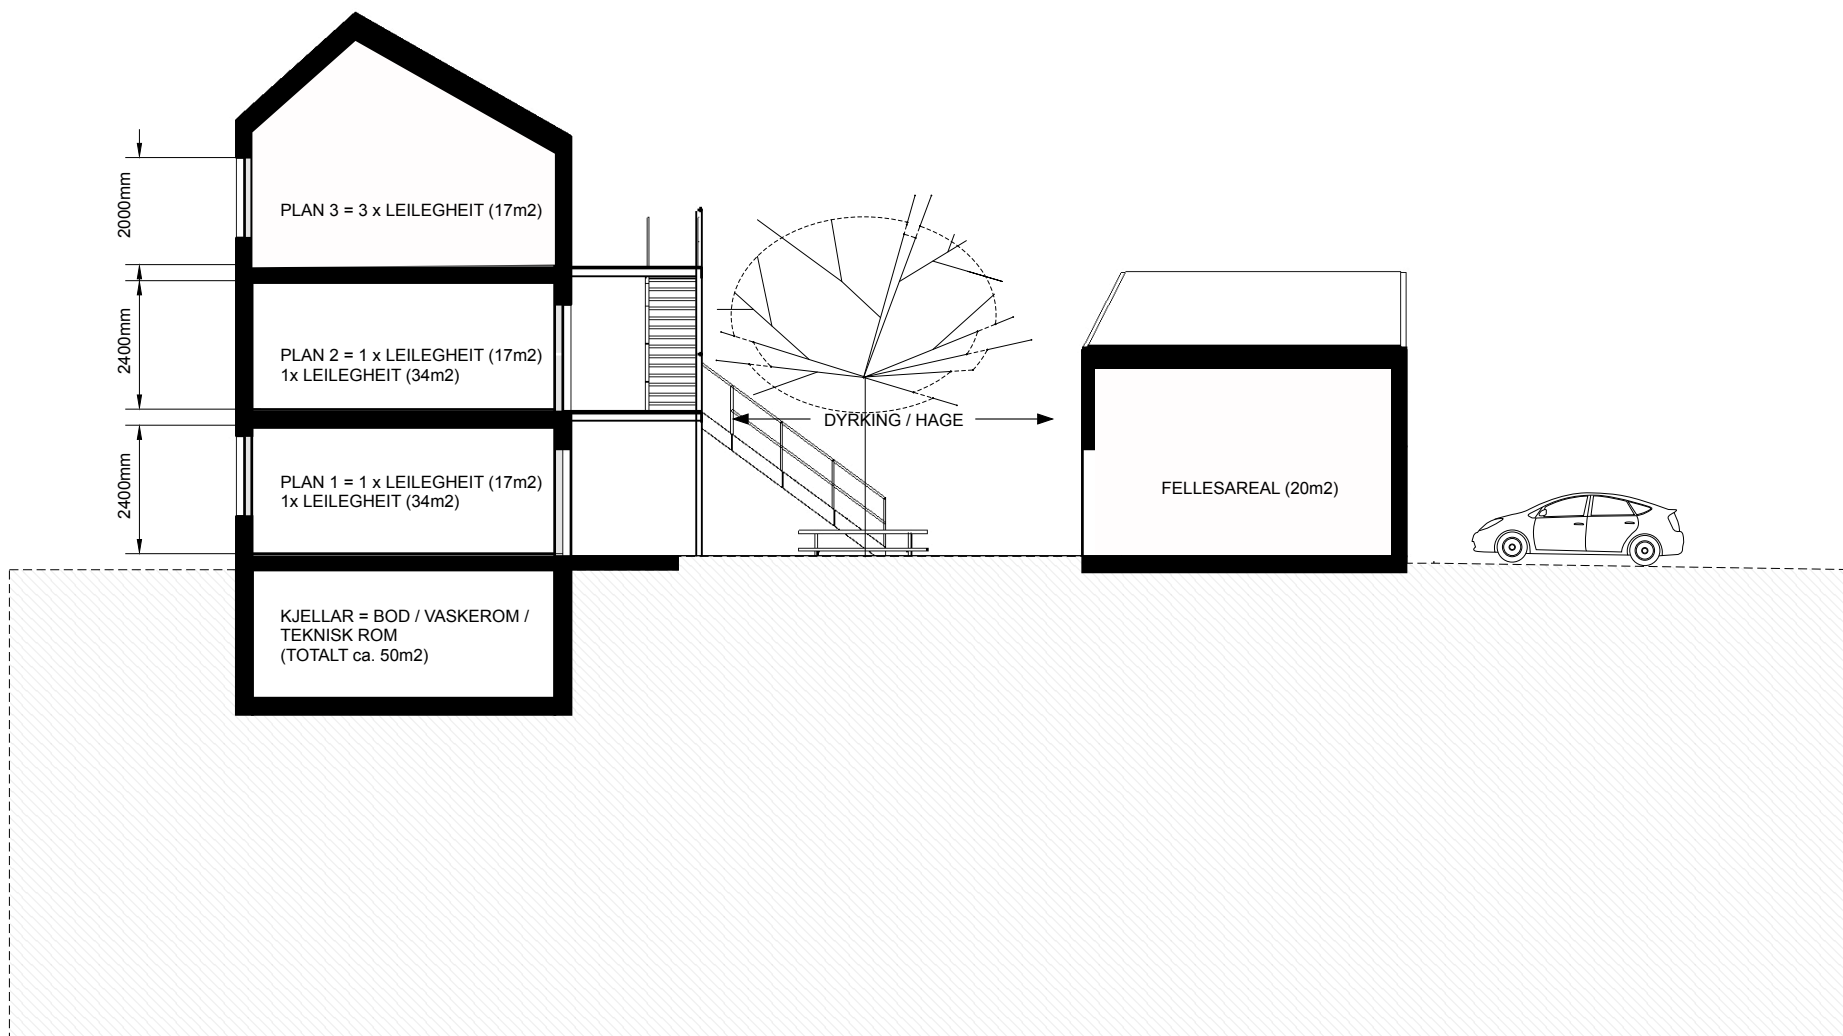 2000mm
PLAN 3 = 3 x LEILEGHEIT (17m2)
2400mm
PLAN 2 = 1 x LEILEGHEIT (17m2)
1x LEILEGHEIT (34m2)
DYRKING / HAGE
2400mm
PLAN 1 = 1 x LEILEGHEIT (17m2)
1x LEILEGHEIT (34m2)
FELLESAREAL (20m2)
KJELLAR = BOD / VASKEROM /
TEKNISK ROM
(TOTALT ca. 50m2)